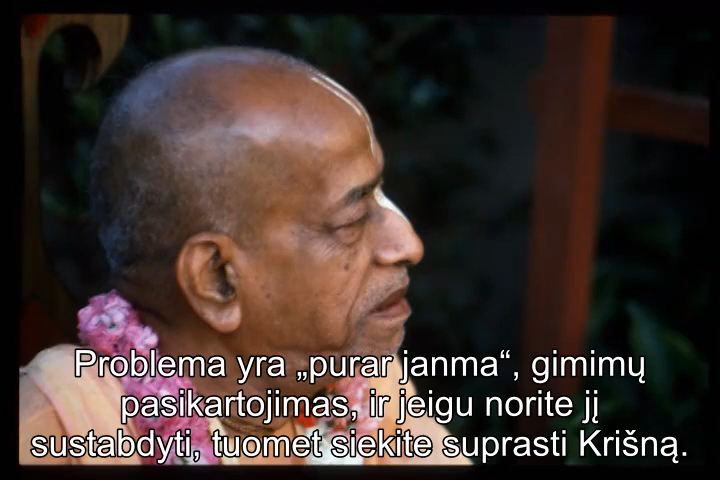 Problema yra „purar janma“, gimimų
pasikartojimas, ir jeigu norite jį
sustabdyti, tuomet siekite suprasti Krišną.